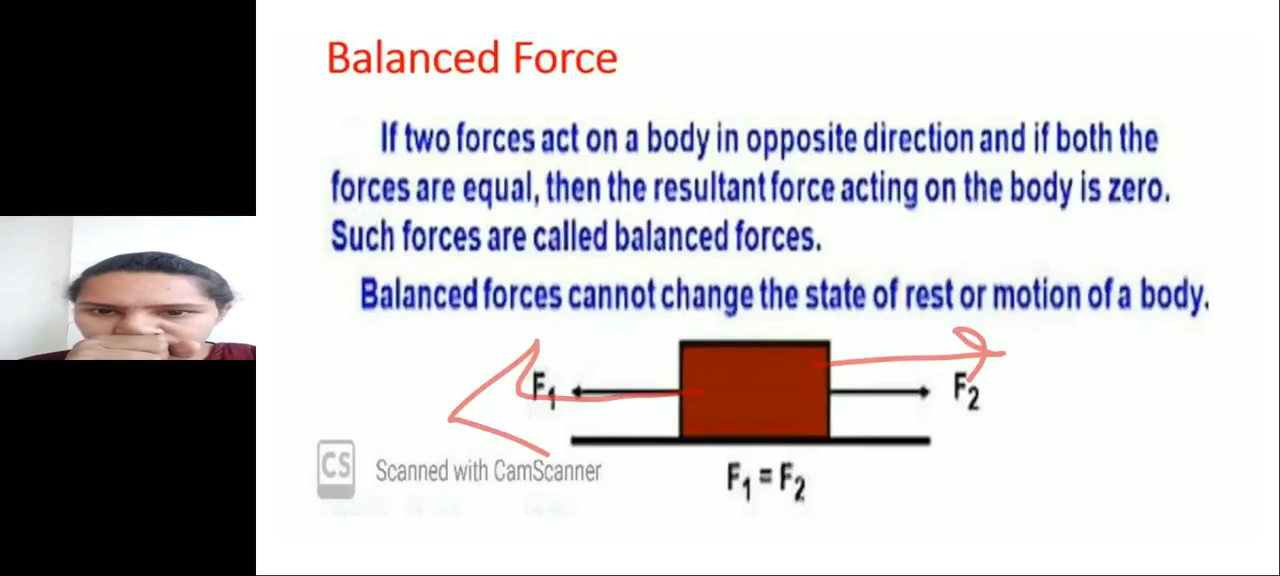 Balanced Force
If two forces act on a body in opposite direction and if both the
forces are equal, then the resultant force acting on the body is zero.
Such forces are called balanced forces.
Balanced forces cannot change the state of rest or motion of a body.
F₁ F₂
CS Scanned with CamScanner
F₁ = F₂